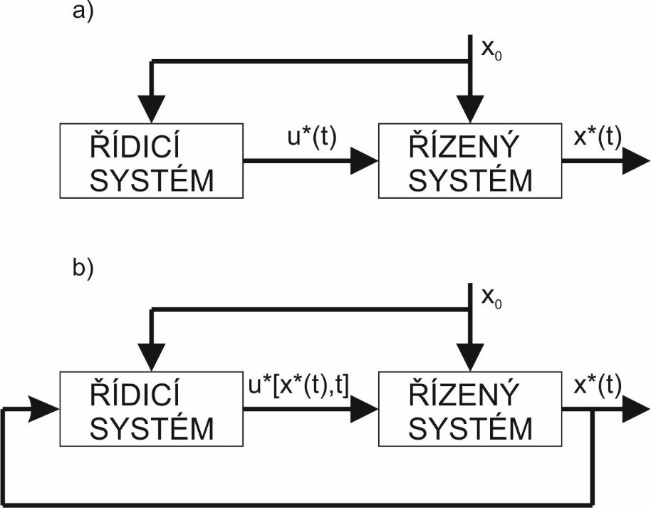 a)
x₀
ŘÍDICÍ
SYSTÉM
u*(t)
ŘÍZENÝ
SYSTÉM
x*(t)
b)
x₀
ŘÍDICÍ
SYSTÉM
u*[x*(t),t]
ŘÍZENÝ
SYSTÉM
x*(t)